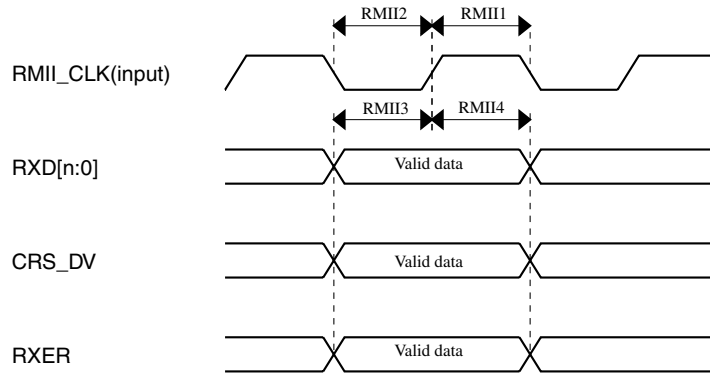 RMII2 RMII1
RMII_CLK(input)
RMII3 RMII4
RXD[n:0] Valid data
CRS_DV Valid data
RXER Valid data